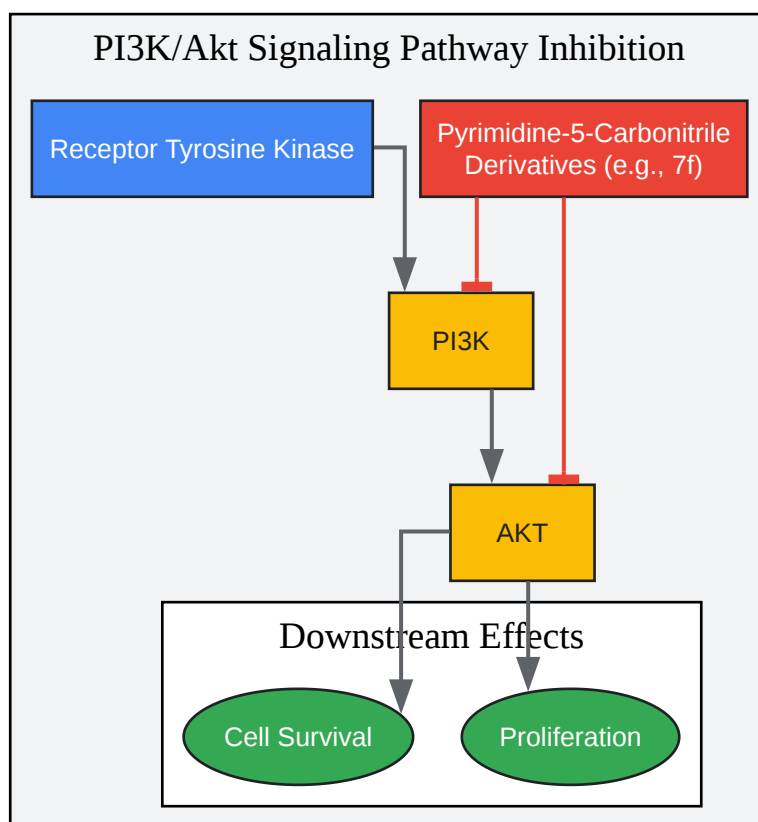 PI3K/Akt Signaling Pathway Inhibition
Receptor Tyrosine Kinase
Pyrimidine-5-Carbonitrile
Derivatives (e.g., 7f)
PI3K
AKT
Downstream Effects
Cell Survival
Proliferation